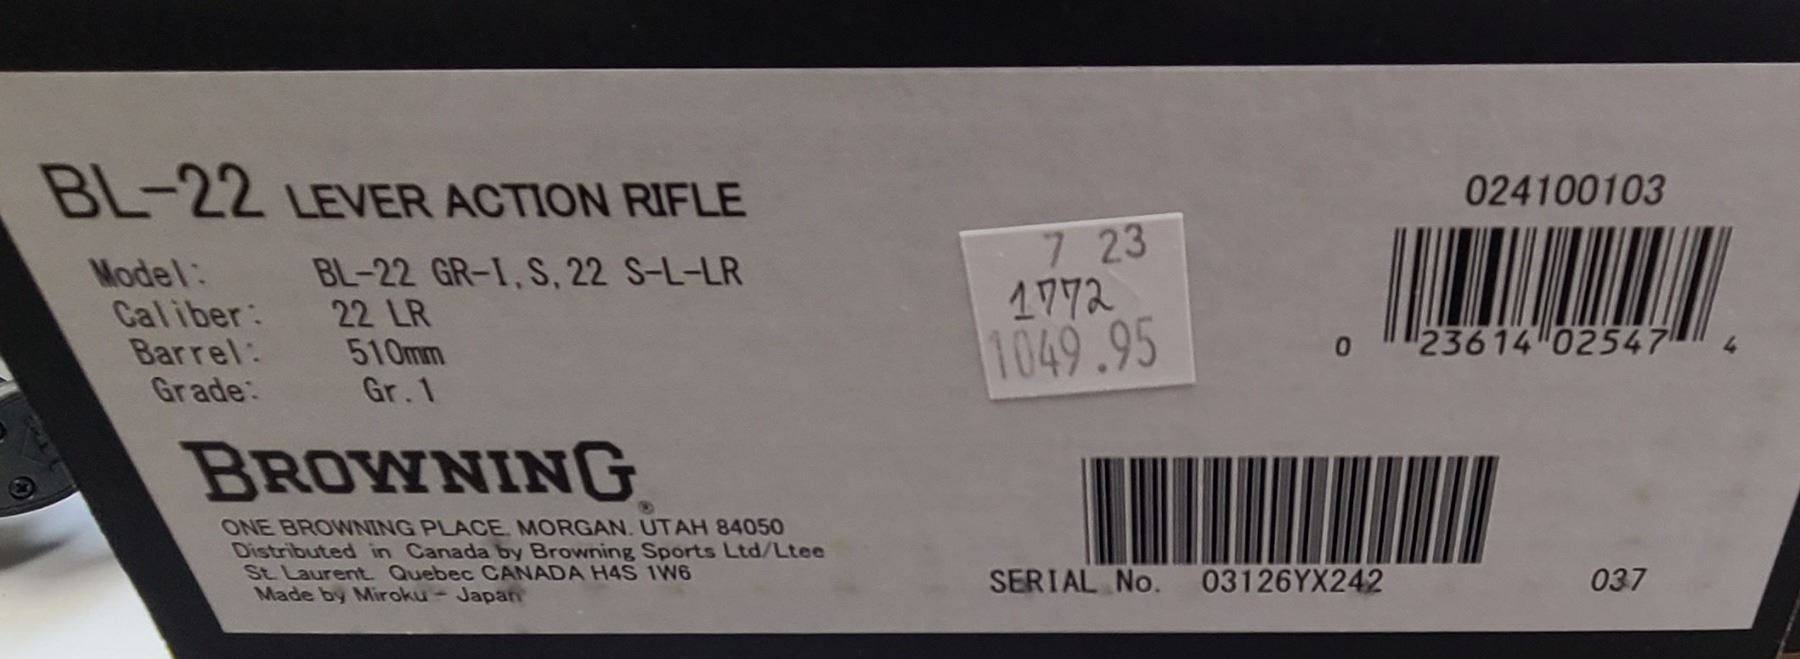 BL-22 LEVER ACTION RIFLE
Model: BL-22 GR-I, S, 22 S-L-LR
Caliber: 22 LR
Barrel: 510mm
Grade: Gr. 1
BROWNING®
ONE BROWNING PLACE, MORGAN, UTAH 84050
Distributed in Canada by Browning Sports Ltd/Ltee
St. Laurent. Quebec CANADA H4S 1W6
Made by Miroku - Japan
7 23
1772
1049.95
024100103
0 23614 02547 4
SERIAL No. 03126YX242
037